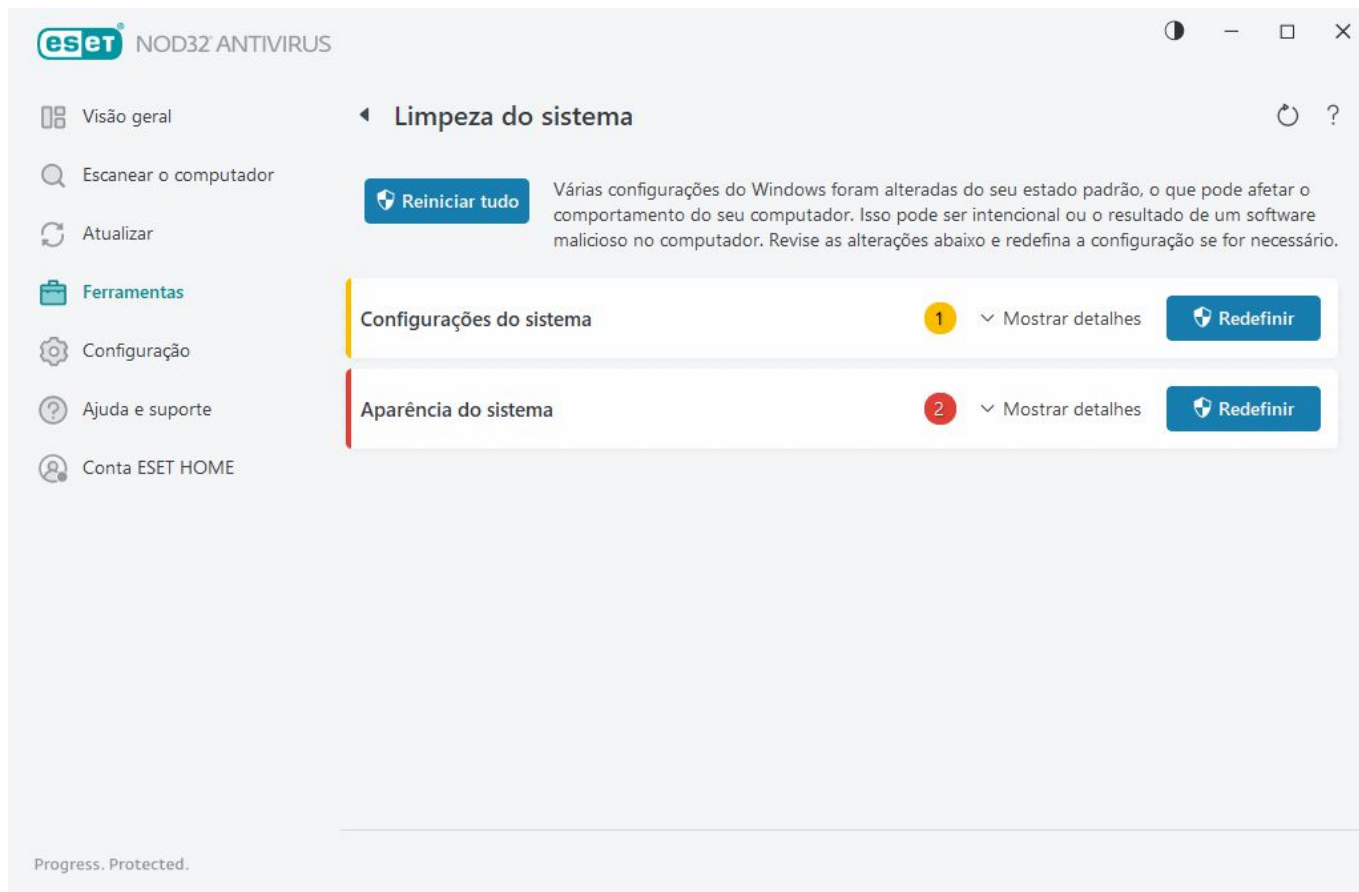 eset® NOD32® ANTIVIRUS
Visão geral
Escanear o computador
Atualizar
Ferramentas
Configuração
Ajuda e suporte
Conta ESET HOME
Limpeza do sistema
?
Reiniciar tudo
Várias configurações do Windows foram alteradas do seu estado padrão, o que pode afetar o
comportamento do seu computador. Isso pode ser intencional ou o resultado de um software
malicioso no computador. Revise as alterações abaixo e redefina a configuração se for necessário.
Configurações do sistema 1 Mostrar detalhes Redefinir
Aparência do sistema 2 Mostrar detalhes Redefinir
Progress. Protected.